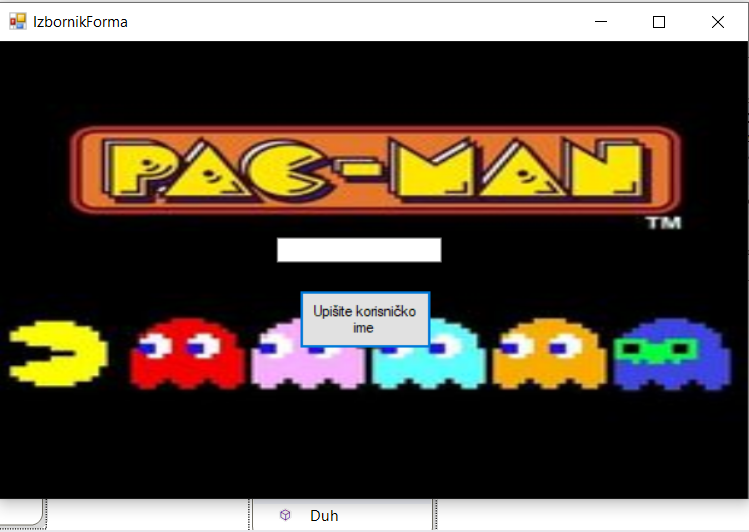 IzbornikForma
PAC-MAN
TM
Upišite korisničko
ime
Duh